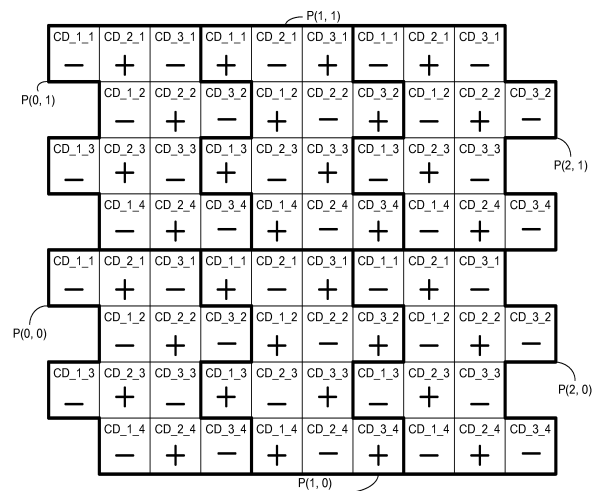 P(1, 1)
CD_1_1 CD_2_1 CD_3_1 CD_1_1 CD_2_1 CD_3_1 CD_1_1 CD_2_1 CD_3_1
− + − + − + − + −
P(0, 1)
CD_1_2 CD_2_2 CD_3_2 CD_1_2 CD_2_2 CD_3_2 CD_1_2 CD_2_2 CD_3_2
− + − + − + − + −
CD_1_3 CD_2_3 CD_3_3 CD_1_3 CD_2_3 CD_3_3 CD_1_3 CD_2_3 CD_3_3
− + − + − + − + −
P(2, 1)
CD_1_4 CD_2_4 CD_3_4 CD_1_4 CD_2_4 CD_3_4 CD_1_4 CD_2_4 CD_3_4
− + − + − + − + −
CD_1_1 CD_2_1 CD_3_1 CD_1_1 CD_2_1 CD_3_1 CD_1_1 CD_2_1 CD_3_1
− + − + − + − + −
P(0, 0)
CD_1_2 CD_2_2 CD_3_2 CD_1_2 CD_2_2 CD_3_2 CD_1_2 CD_2_2 CD_3_2
− + − + − + − + −
CD_1_3 CD_2_3 CD_3_3 CD_1_3 CD_2_3 CD_3_3 CD_1_3 CD_2_3 CD_3_3
− + − + − + − + −
P(2, 0)
CD_1_4 CD_2_4 CD_3_4 CD_1_4 CD_2_4 CD_3_4 CD_1_4 CD_2_4 CD_3_4
− + − + − + − + −
P(1, 0)